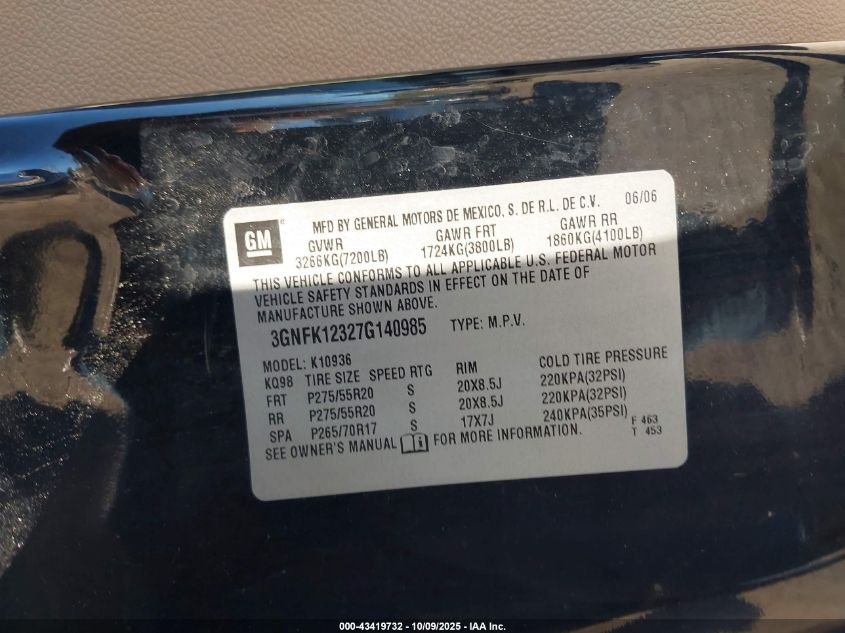 GM ® MFD BY GENERAL MOTORS DE MEXICO, S. DE R.L. DE C.V. 06/06
GVWR GAWR FRT GAWR RR
3266KG(7200LB) 1724KG(3800LB) 1860KG(4100LB)
THIS VEHICLE CONFORMS TO ALL APPLICABLE U.S. FEDERAL MOTOR
VEHICLE SAFETY STANDARDS IN EFFECT ON THE DATE OF
MANUFACTURE SHOWN ABOVE.
3GNFK12327G140985 TYPE: M.P.V.
MODEL: K10936
KQ98 TIRE SIZE SPEED RTG RIM COLD TIRE PRESSURE
FRT P275/55R20 S 20X8.5J 220KPA(32PSI)
RR P275/55R20 S 20X8.5J 220KPA(32PSI)
SPA P265/70R17 S 17X7J 240KPA(35PSI) F 463
SEE OWNER'S MANUAL FOR MORE INFORMATION. T 453
000-43419732 - 10/09/2025 - IAA Inc.